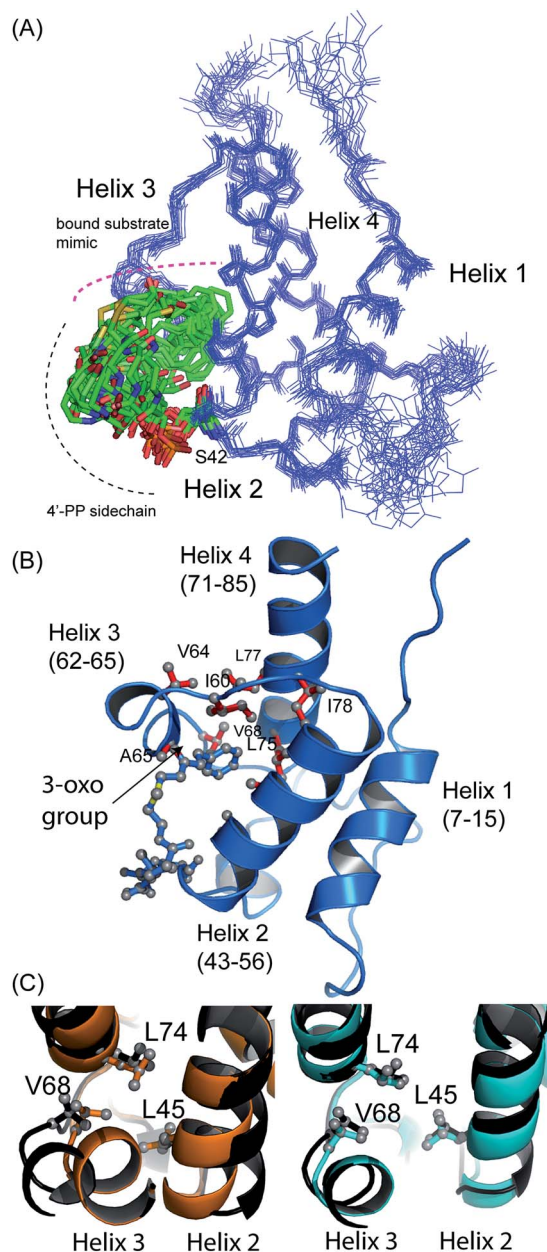 (A)
Helix 3
bound substrate
mimic
Helix 4
Helix 1
S42
Helix 2
4'-PP sidechain
(B)
Helix 4
(71-85)
Helix 3
(62-65)
V64
L77
I60
I78
V68
L75
A65
3-oxo
group
Helix 1
(7-15)
Helix 2
(43-56)
(C)
L74
V68
L45
Helix 3 Helix 2
L74
V68
L45
Helix 3 Helix 2